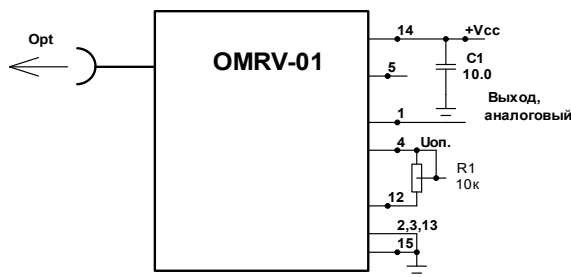 Opt
OMRV-01
14
+Vcc
C1
10.0
5
Выход,
аналоговый
1
4
Uоп.
R1
10к
12
2,3,13
15